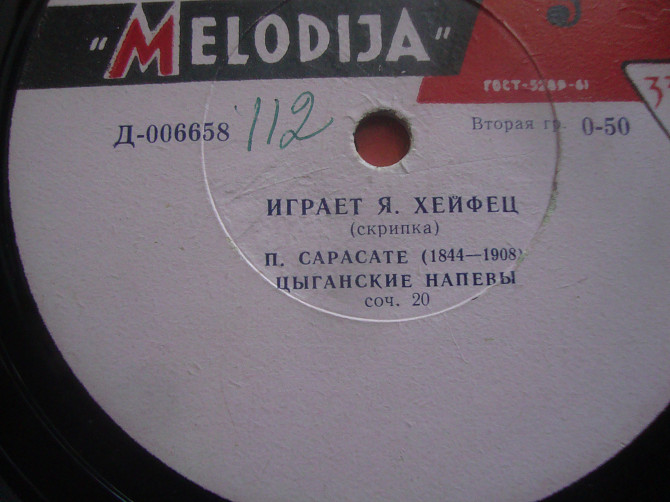 "MELODIJA"
ГОСТ-5289-61
Д-006658 112
Вторая гр. 0-50
ИГРАЕТ Я. ХЕЙФЕЦ
(скрипка)
П. САРАСАТЕ (1844—1908)
ЦЫГАНСКИЕ НАПЕВЫ
соч. 20